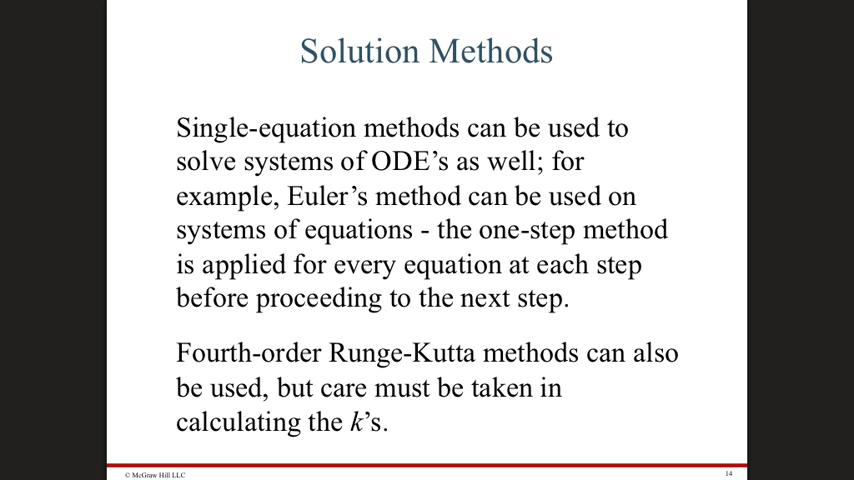 Solution Methods
Single-equation methods can be used to
solve systems of ODE’s as well; for
example, Euler’s method can be used on
systems of equations - the one-step method
is applied for every equation at each step
before proceeding to the next step.
Fourth-order Runge-Kutta methods can also
be used, but care must be taken in
calculating the k’s.
© McGraw Hill LLC
14